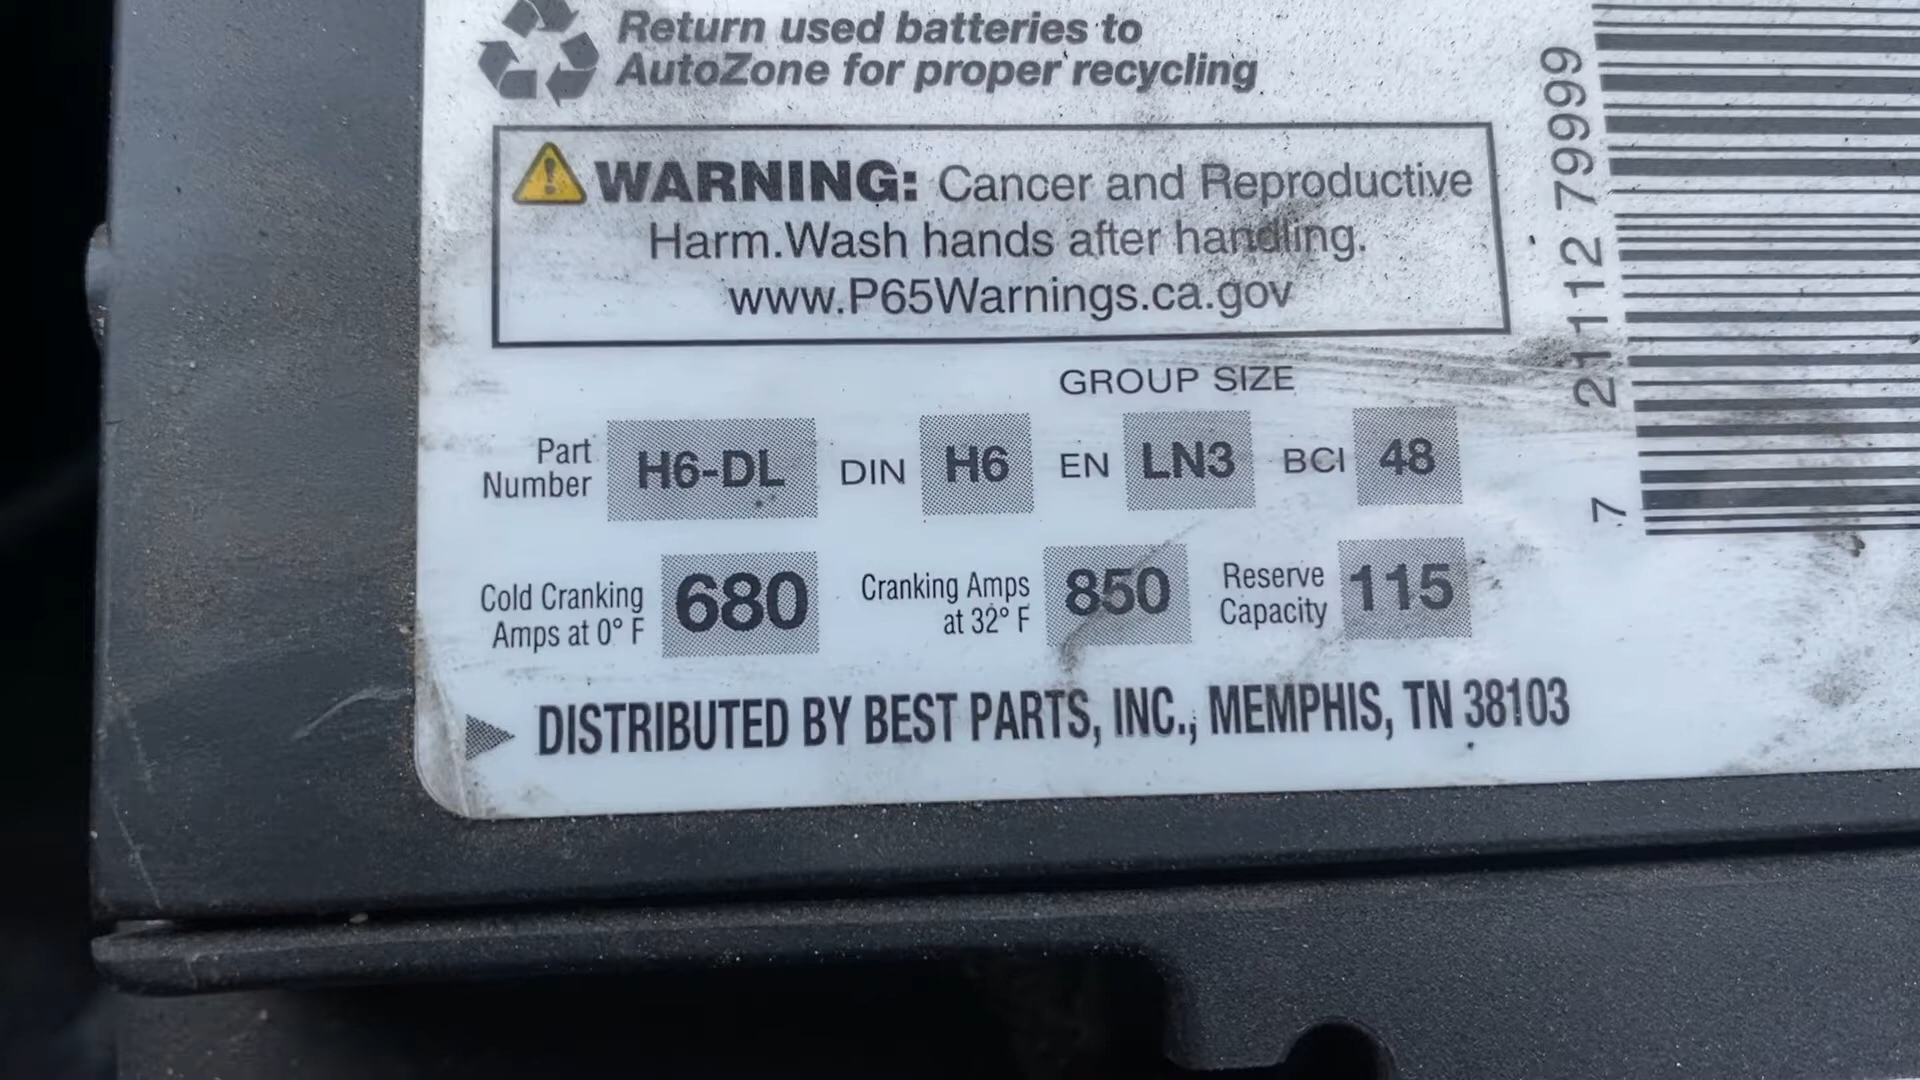 Return used batteries to
AutoZone for proper recycling
WARNING: Cancer and Reproductive
Harm.Wash hands after handling.
www.P65Warnings.ca.gov
GROUP SIZE
Part Number H6-DL DIN H6 EN LN3 BCI 48
Cold Cranking Amps at 0° F 680 Cranking Amps at 32° F 850 Reserve Capacity 115
DISTRIBUTED BY BEST PARTS, INC., MEMPHIS, TN 38103
7 21112 79999